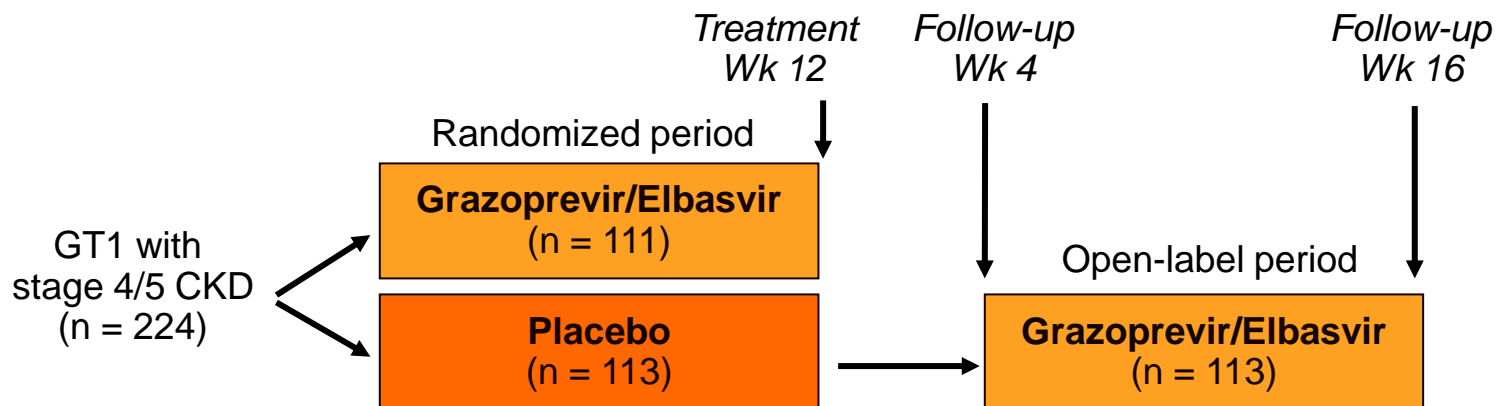 Treatment
Wk 12
Follow-up
Wk 4
Follow-up
Wk 16
Randomized period
Grazoprevir/Elbasvir
(n = 111)
GT1 with
stage 4/5 CKD
(n = 224)
Placebo
(n = 113)
Open-label period
Grazoprevir/Elbasvir
(n = 113)